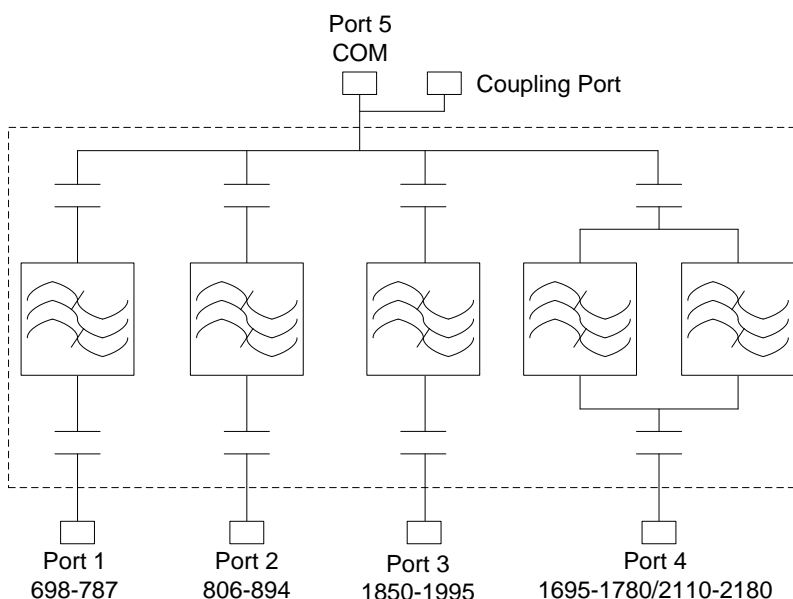 Port 5
COM
Coupling Port
Port 1
698-787
Port 2
806-894
Port 3
1850-1995
Port 4
1695-1780/2110-2180